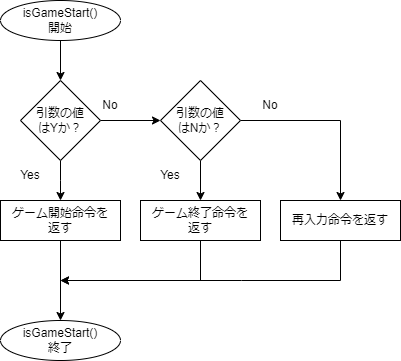 isGameStart()
開始
引数の値
はYか？
No
引数の値
はNか？
No
Yes
Yes
ゲーム開始命令を
返す
ゲーム終了命令を
返す
再入力命令を返す
isGameStart()
終了